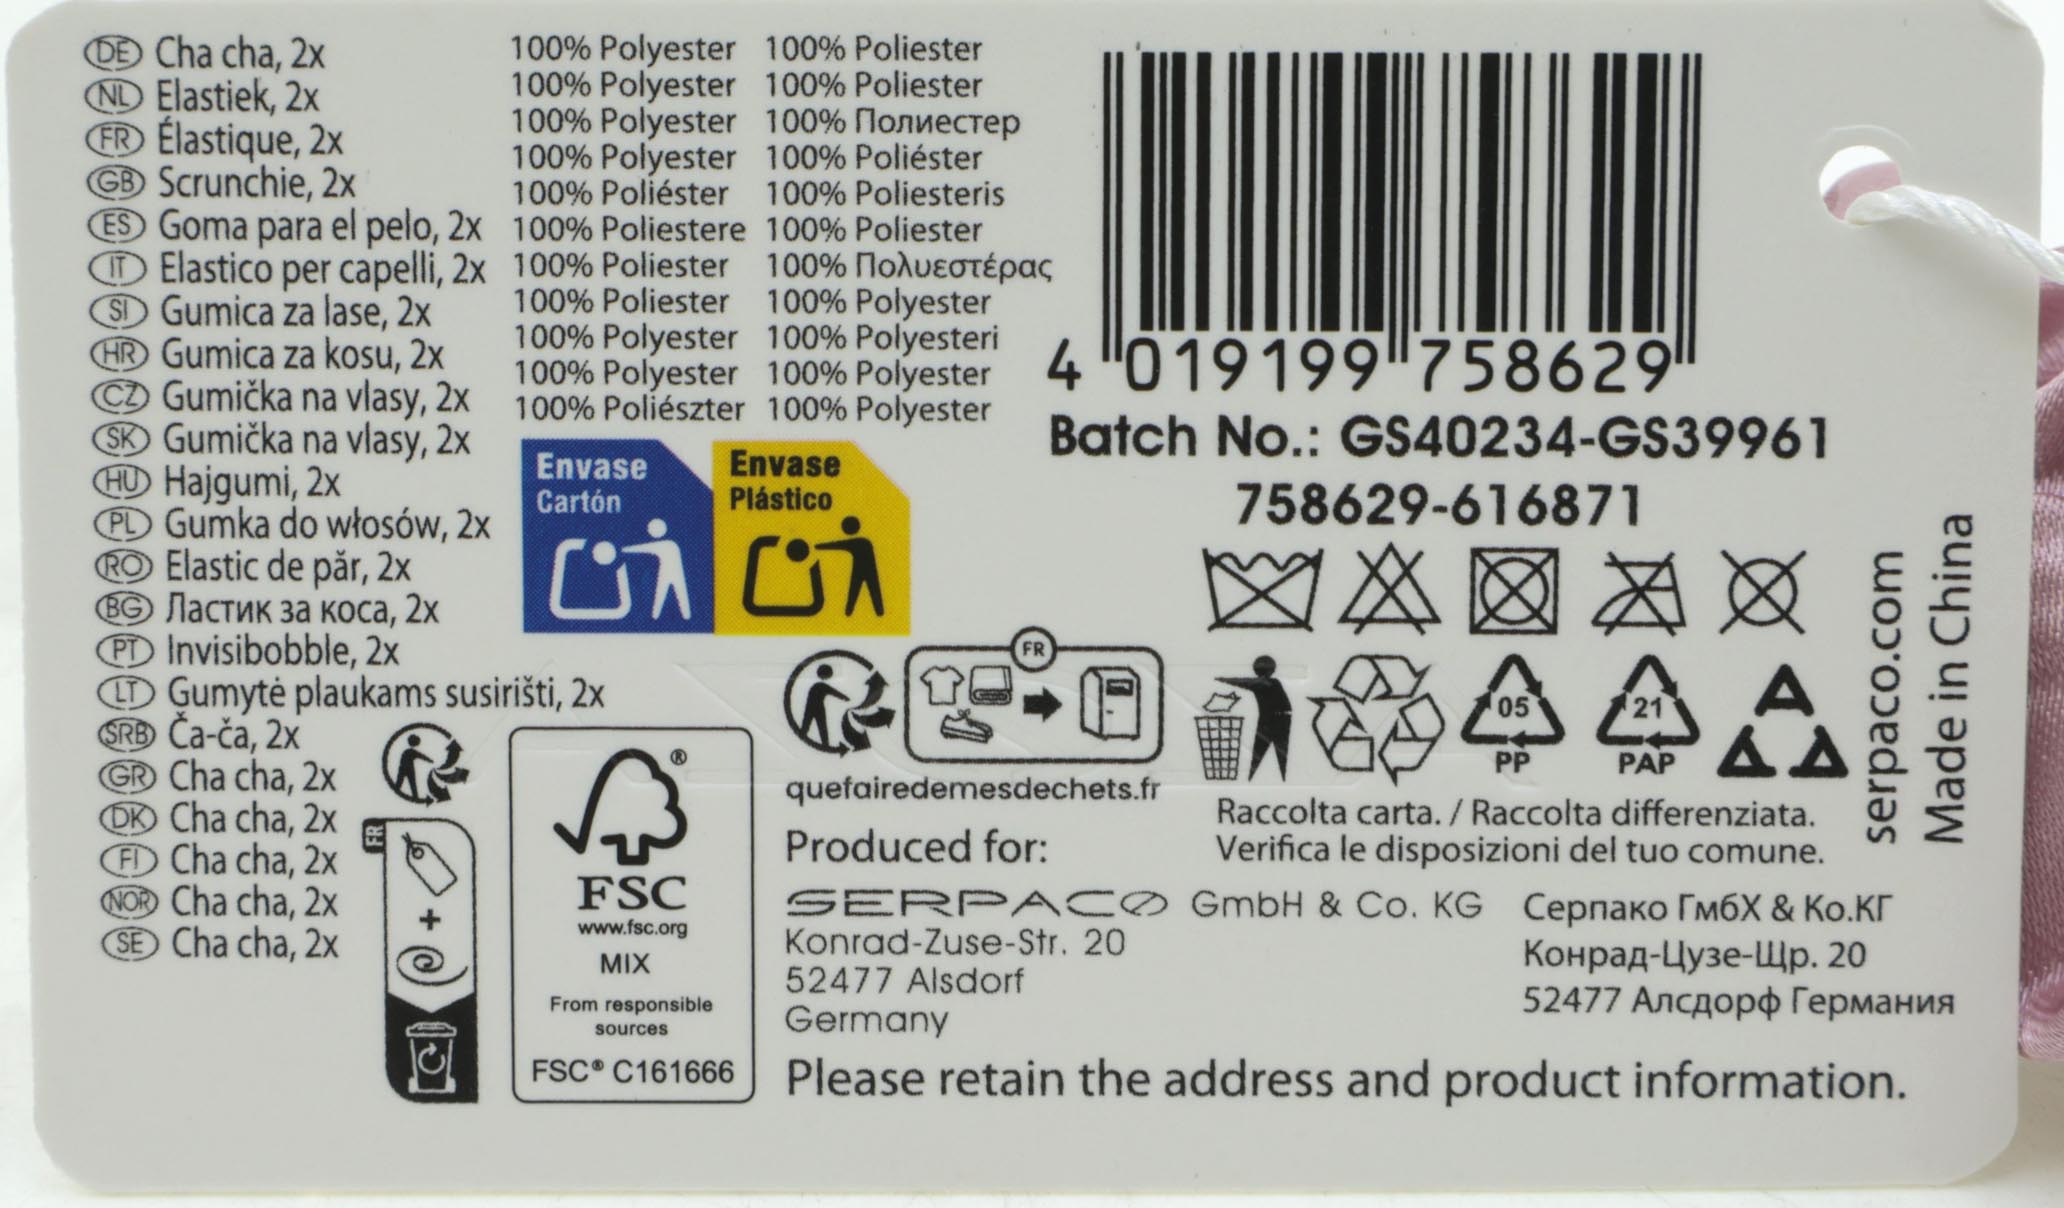 DE Cha cha, 2x
NL Elastiek, 2x
FR Élastique, 2x
GB Scrunchie, 2x
ES Goma para el pelo, 2x
IT Elastico per capelli, 2x
SI Gumica za lase, 2x
HR Gumica za kosu, 2x
CZ Gumička na vlasy, 2x
SK Gumička na vlasy, 2x
HU Hajgumi, 2x
PL Gumka do włosów, 2x
RO Elastic de păr, 2x
BG Ластик за коса, 2x
PT Invisibobble, 2x
LT Gumytė plaukams susirišti, 2x
SRB Ča-ča, 2x
GR Cha cha, 2x
DK Cha cha, 2x
FI Cha cha, 2x
NOR Cha cha, 2x
SE Cha cha, 2x
100% Polyester
100% Polyester
100% Polyester
100% Polyester
100% Poliéster
100% Poliestere
100% Poliester
100% Poliester
100% Polyester
100% Polyester
100% Poliészter
100% Poliester
100% Poliester
100% Полиестер
100% Poliéster
100% Poliesteris
100% Poliester
100% Πολυεστέρας
100% Polyester
100% Polyesteri
100% Polyester
100% Polyester
4 019199 758629
Batch No.: GS40234-GS39961
758629-616871
Envase
Cartón
Envase
Plástico
FR
quefairedemesdechets.fr
05
PP
21
PAP
Raccolta carta. / Raccolta differenziata.
Verifica le disposizioni del tuo comune.
serpaco.com
Made in China
FR
+
®
FSC
www.fsc.org
MIX
From responsible
sources
FSC® C161666
Produced for:
SERPACO GmbH & Co. KG
Konrad-Zuse-Str. 20
52477 Alsdorf
Germany
Серпако ГмбХ & Ко.КГ
Конрад-Цузе-Щр. 20
52477 Алсдорф Германия
Please retain the address and product information.